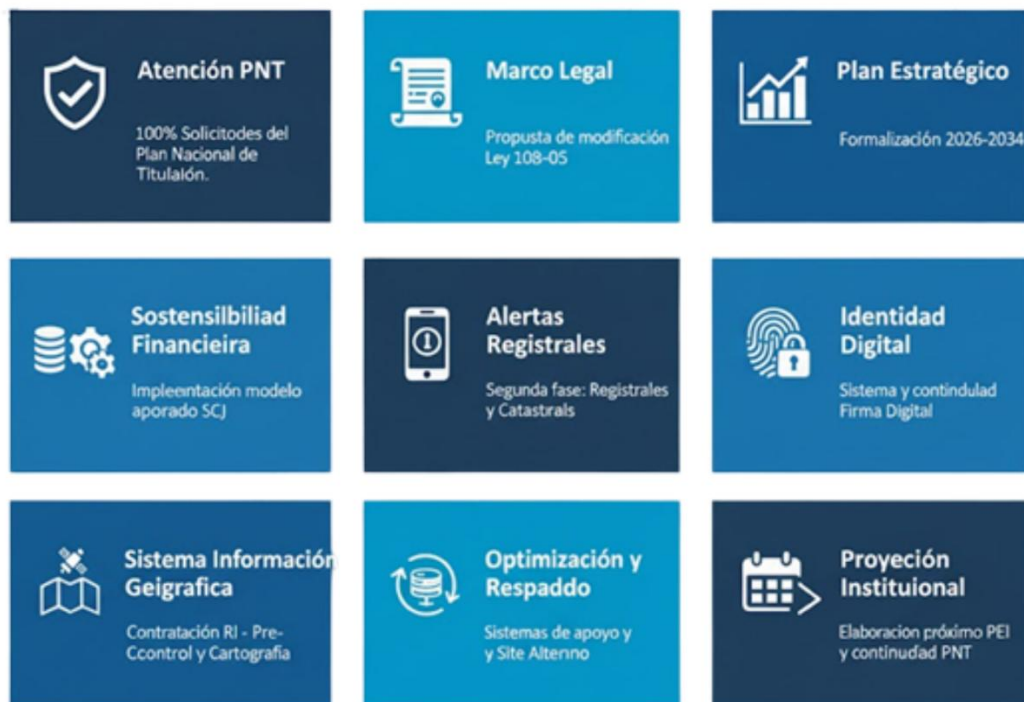 Atención PNT
100% Solicitodes del
Plan Nacional de
Titulalón.
Marco Legal
Propusta de modificación
Ley 108-05
Plan Estratégico
Formalización 2026-2034
Sostensilbiliad
Financieira
Impleentación modelo
aporado SCJ
Alertas
Registrales
Segunda fase: Registrales
y Catastrals
Identidad
Digital
Sistema y contindulad
Firma Digital
Sistema Información
Geigrafica
Contratación RI - Pre-
Ccontrol y Cartografía
Optimización y
Respaddo
Sistemas de apoyo y
y Site Altenno
Proyeción
Instituional
Elaboracion próximo PEI
y continudad PNT